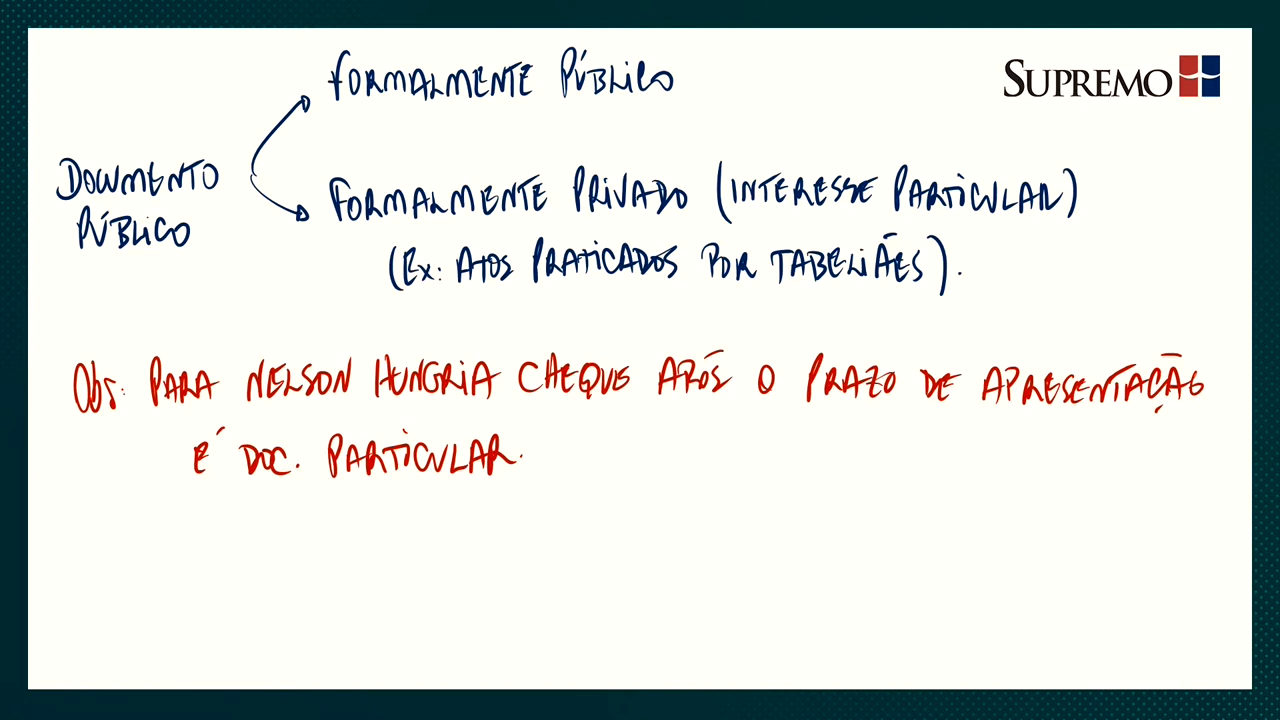 FORMALMENTE PÚBLICO
SUPREMO
DOCUMENTO
PÚBLICO
FORMALMENTE PRIVADO (INTERESSE PARTICULAR)
(EX: ATOS PRATICADOS POR TABELIÃES).
Obs: PARA NELSON HUNGRIA CHEQUE APÓS O PRAZO DE APRESENTAÇÃO
É DOC. PARTICULAR.